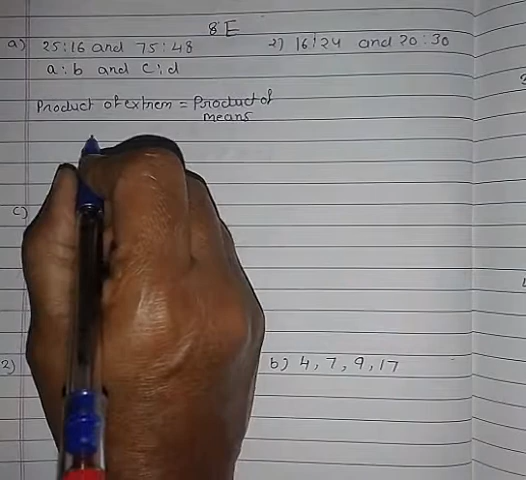 8 E
a) 25:16 and 75:48 2) 16:24 and 20:30
a:b and c:d
Product of extrem = Product of
means
c)
2) b) 4, 7, 9, 17